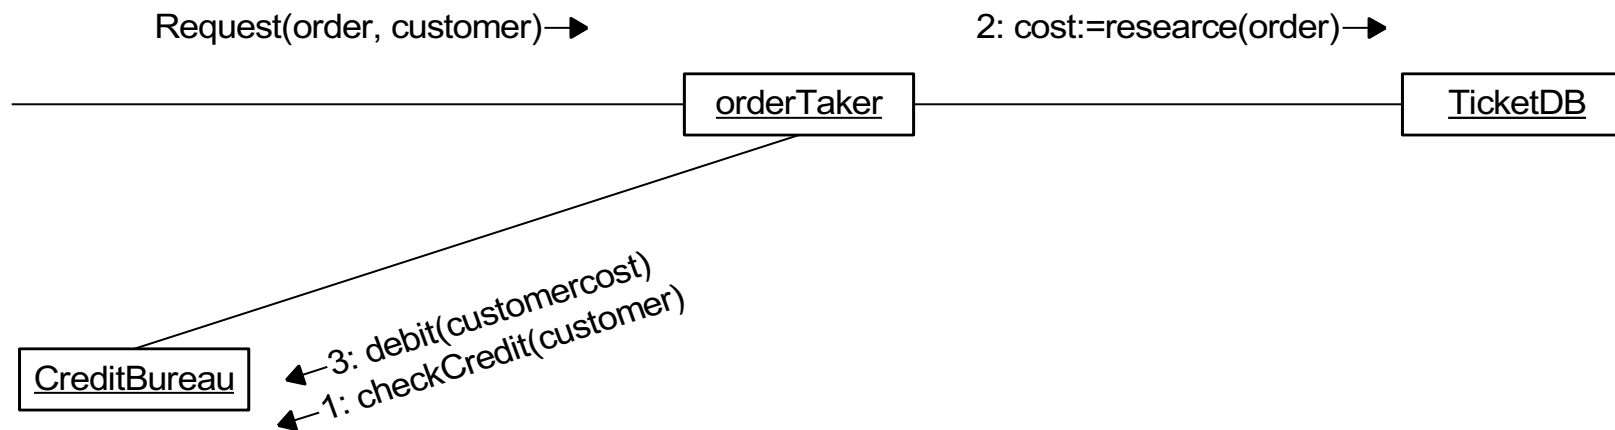 Request(order, customer)
2: cost:=researce(order)
orderTaker
TicketDB
3: debit(customercost)
1: checkCredit(customer)
CreditBureau